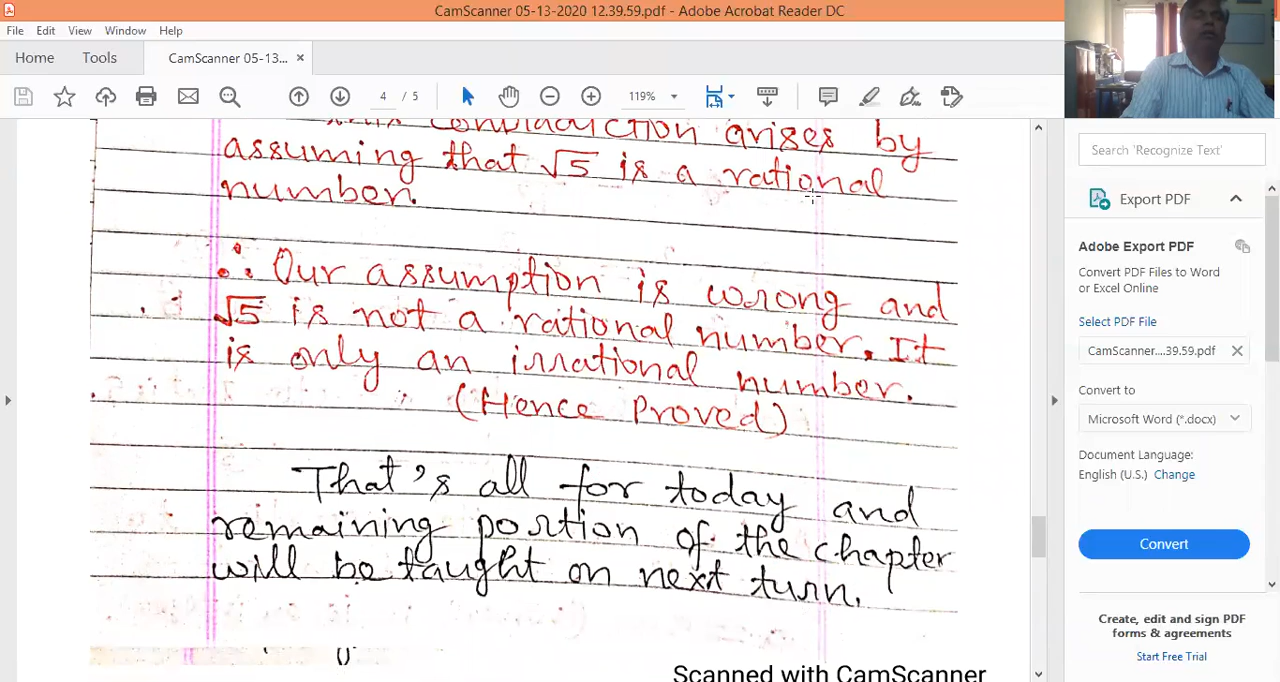 CamScanner 05-13-2020 12.39.59.pdf - Adobe Acrobat Reader DC
File Edit View Window Help
Home Tools CamScanner 05-13... ×
4 / 5 119%
contradiction arises by
assuming that √5 is a rational
number.
∴ Our assumption is wrong and
√5 is not a rational number. It
is only an irrational number.
(Hence Proved)
That's all for today and
remaining portion of the chapter
will be taught on next turn.
Scanned with CamScanner
Search 'Recognize Text'
Export PDF
Adobe Export PDF
Convert PDF Files to Word
or Excel Online
Select PDF File
CamScanner....39.59.pdf
Convert to
Microsoft Word (*.docx)
Document Language:
English (U.S.) Change
Convert
Create, edit and sign PDF
forms & agreements
Start Free Trial